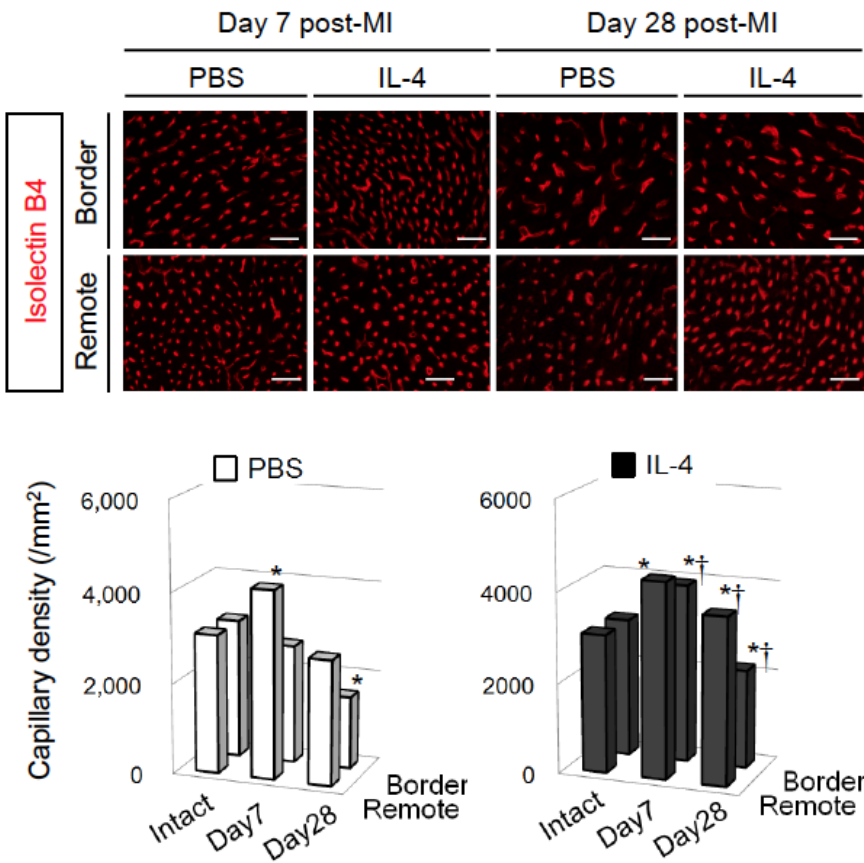 Day 7 post-MI
Day 28 post-MI
PBS
IL-4
PBS
IL-4
Isolectin B4
Border
Remote
PBS
IL-4
Capillary density (/mm²)
6,000
4,000
2,000
0
*
*
Intact
Day7
Day28
Border
Remote
6000
4000
2000
0
*
*†
*†
*†
Intact
Day7
Day28
Border
Remote